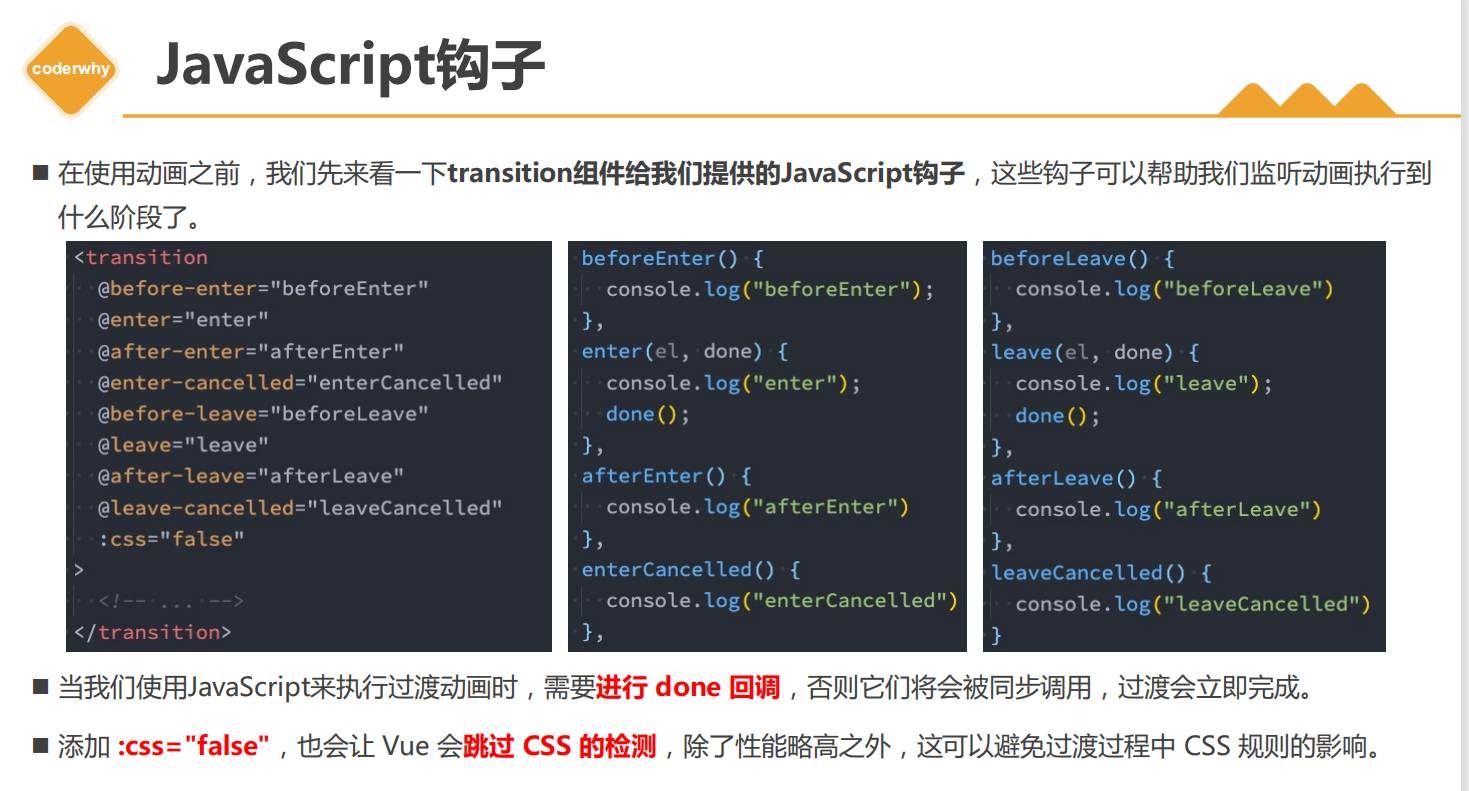 coderwhy
JavaScript钩子
■ 在使用动画之前，我们先来看一下transition组件给我们提供的JavaScript钩子，这些钩子可以帮助我们监听动画执行到
什么阶段了。
<transition
@before-enter="beforeEnter"
@enter="enter"
@after-enter="afterEnter"
@enter-cancelled="enterCancelled"
@before-leave="beforeLeave"
@leave="leave"
@after-leave="afterLeave"
@leave-cancelled="leaveCancelled"
:css="false"
>
<!-- ... -->
</transition>
beforeEnter() {
console.log("beforeEnter");
},
enter(el, done) {
console.log("enter");
done();
},
afterEnter() {
console.log("afterEnter")
},
enterCancelled() {
console.log("enterCancelled")
},
beforeLeave() {
console.log("beforeLeave")
},
leave(el, done) {
console.log("leave");
done();
},
afterLeave() {
console.log("afterLeave")
},
leaveCancelled() {
console.log("leaveCancelled")
}
■ 当我们使用JavaScript来执行过渡动画时，需要进行 done 回调，否则它们将会被同步调用，过渡会立即完成。
■ 添加 :css="false"，也会让 Vue 会跳过 CSS 的检测，除了性能略高之外，这可以避免过渡过程中 CSS 规则的影响。